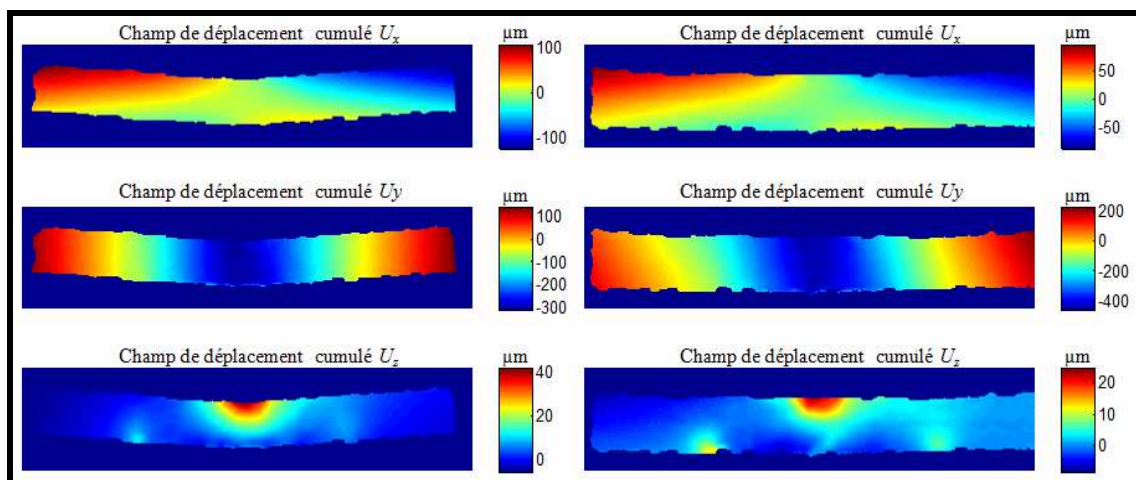 Champ de déplacement cumulé Ux
µm
100
0
-100
Champ de déplacement cumulé Ux
µm
50
0
-50
Champ de déplacement cumulé Uy
µm
100
0
-100
-200
-300
Champ de déplacement cumulé Uy
µm
200
0
-200
-400
Champ de déplacement cumulé Uz
µm
40
20
0
Champ de déplacement cumulé Uz
µm
20
10
0